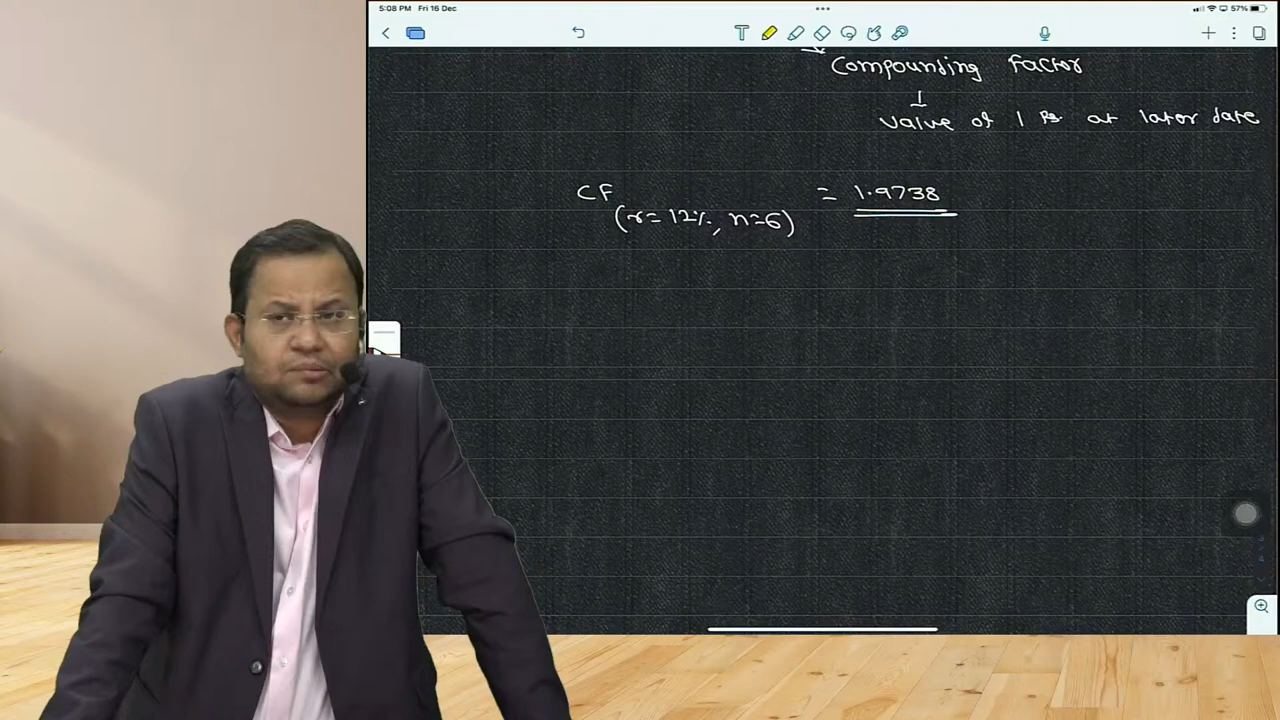 5:08 PM Fri 16 Dec
57%
Compounding factor
value of 1 Rs. at later date
CF (r = 12%, n=6) = 1.9738